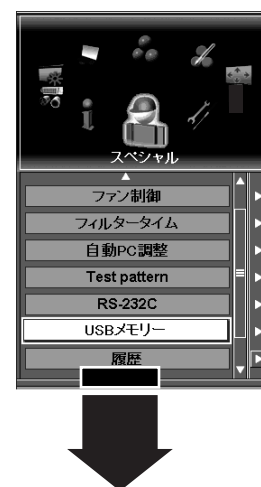 スペシャル
ファン制御
フィルタータイム
自動PC調整
Test pattern
RS-232C
USBメモリー
履歴